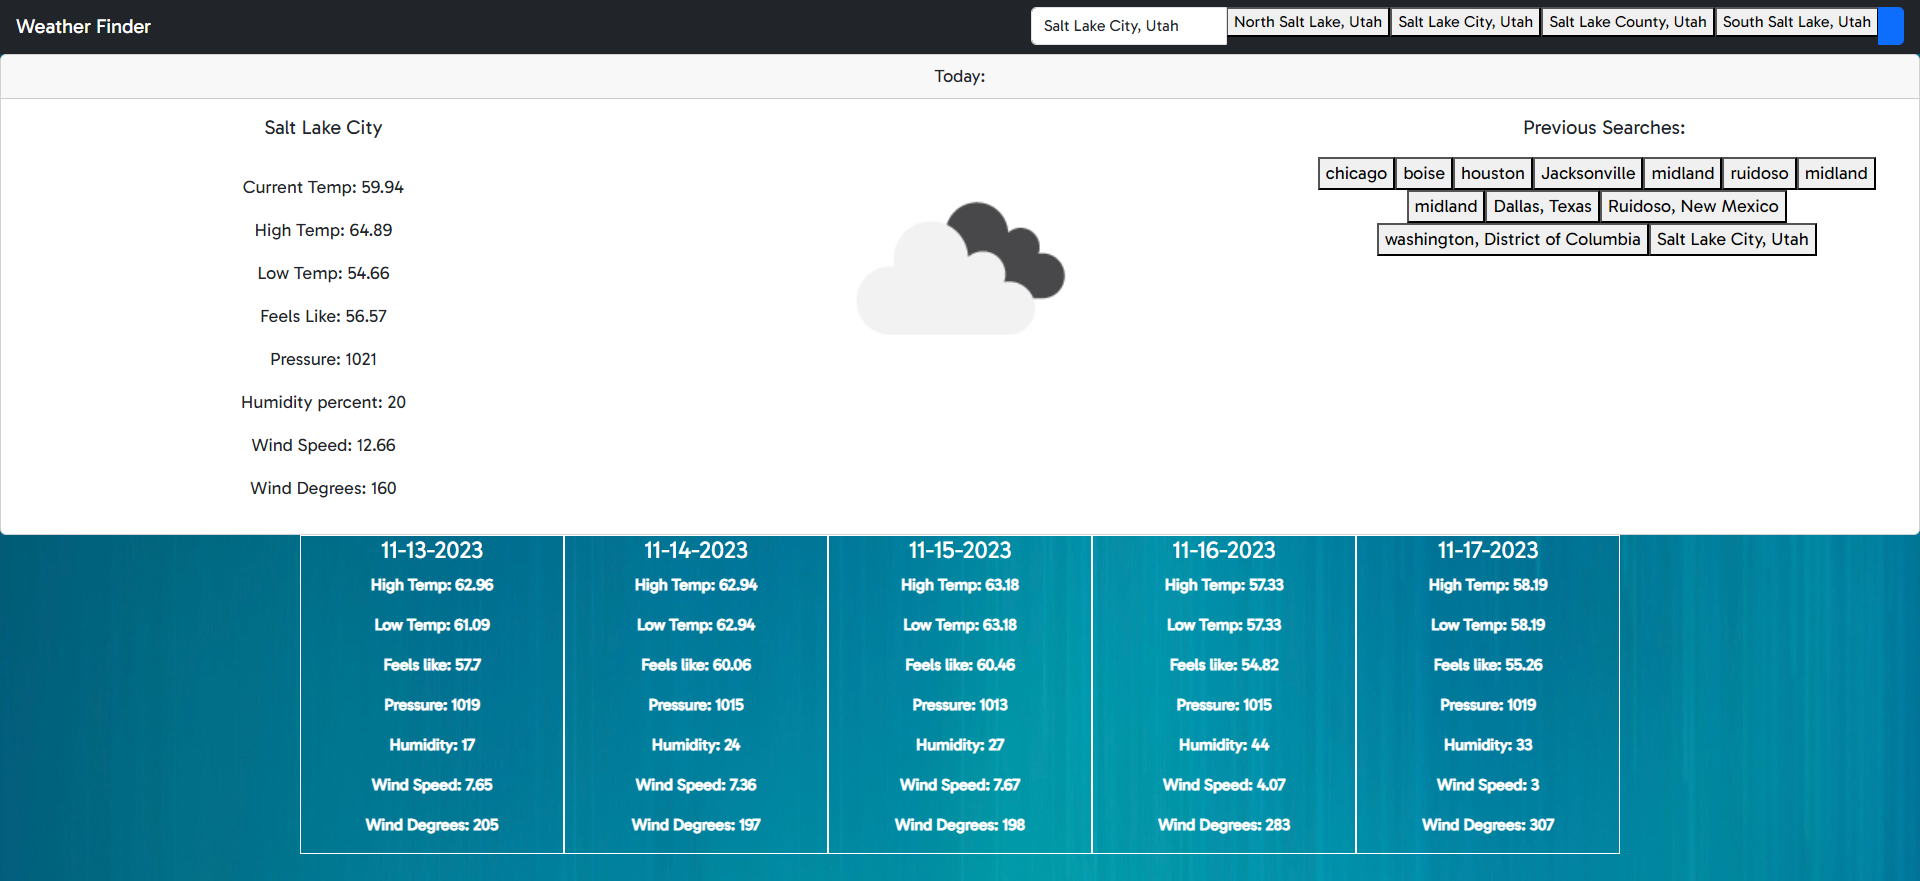 Weather Finder
Salt Lake City, Utah
North Salt Lake, Utah
Salt Lake City, Utah
Salt Lake County, Utah
South Salt Lake, Utah
Today:
Salt Lake City
Current Temp: 59.94
High Temp: 64.89
Low Temp: 54.66
Feels Like: 56.57
Pressure: 1021
Humidity percent: 20
Wind Speed: 12.66
Wind Degrees: 160
Previous Searches:
chicago boise houston Jacksonville midland ruidoso midland
midland Dallas, Texas Ruidoso, New Mexico
washington, District of Columbia Salt Lake City, Utah
11-13-2023
High Temp: 62.96
Low Temp: 61.09
Feels like: 57.7
Pressure: 1019
Humidity: 17
Wind Speed: 7.65
Wind Degrees: 205
11-14-2023
High Temp: 62.94
Low Temp: 62.94
Feels like: 60.06
Pressure: 1015
Humidity: 24
Wind Speed: 7.36
Wind Degrees: 197
11-15-2023
High Temp: 63.18
Low Temp: 63.18
Feels like: 60.46
Pressure: 1013
Humidity: 27
Wind Speed: 7.67
Wind Degrees: 198
11-16-2023
High Temp: 57.33
Low Temp: 57.33
Feels like: 54.82
Pressure: 1015
Humidity: 44
Wind Speed: 4.07
Wind Degrees: 283
11-17-2023
High Temp: 58.19
Low Temp: 58.19
Feels like: 55.26
Pressure: 1019
Humidity: 33
Wind Speed: 3
Wind Degrees: 307